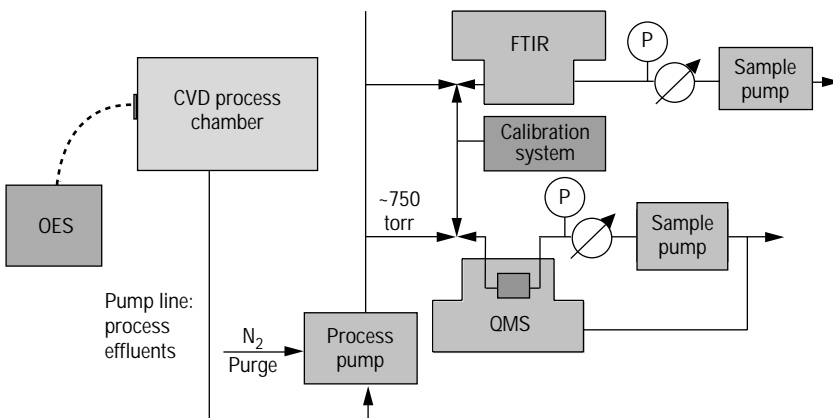 FTIR
P
Sample
pump
CVD process
chamber
Calibration
system
OES
~750
torr
P
Sample
pump
Pump line:
process
effluents
N2
Purge
Process
pump
QMS